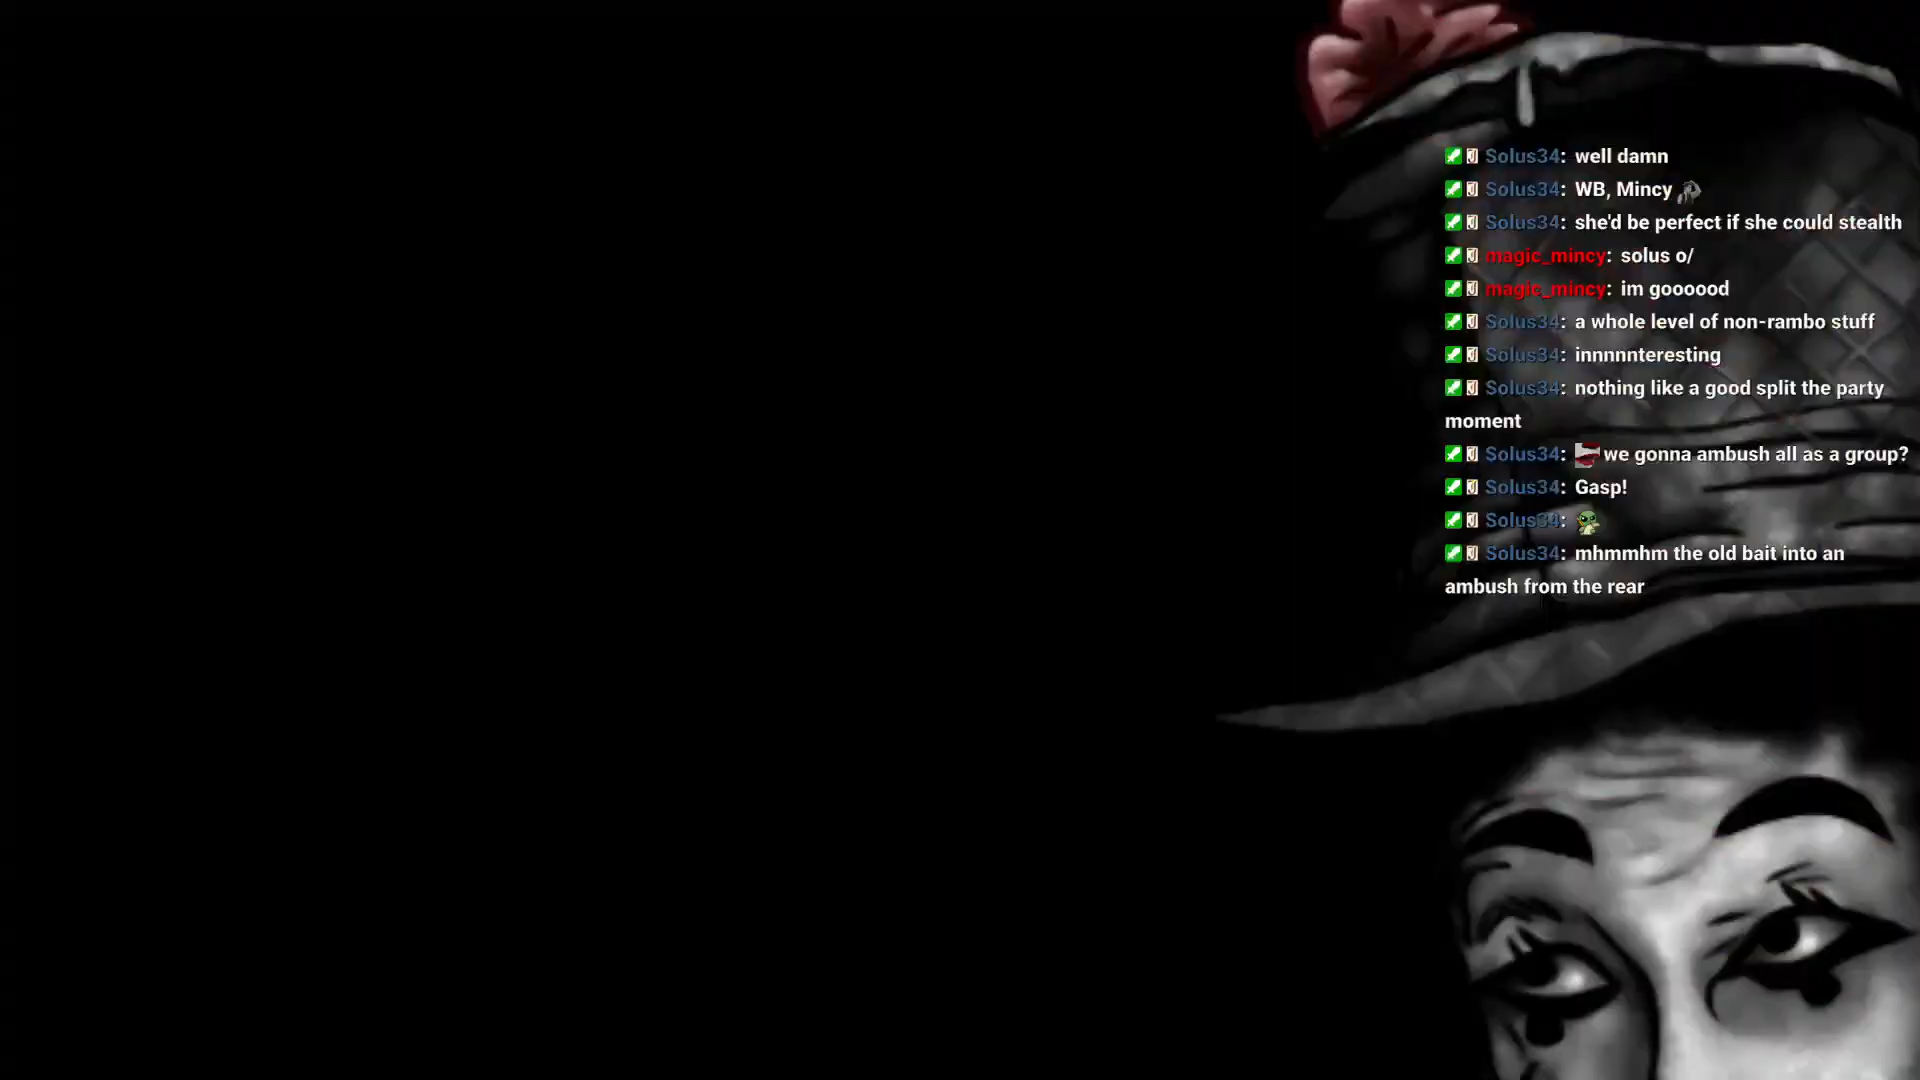 Solus34: well damn
Solus34: WB, Mincy
Solus34: she'd be perfect if she could stealth
magic_mincy: solus o/
magic_mincy: im goooood
Solus34: a whole level of non-rambo stuff
Solus34: innnnnteresting
Solus34: nothing like a good split the party
moment
Solus34: we gonna ambush all as a group?
Solus34: Gasp!
Solus34:
Solus34: mhmmhm the old bait into an
ambush from the rear